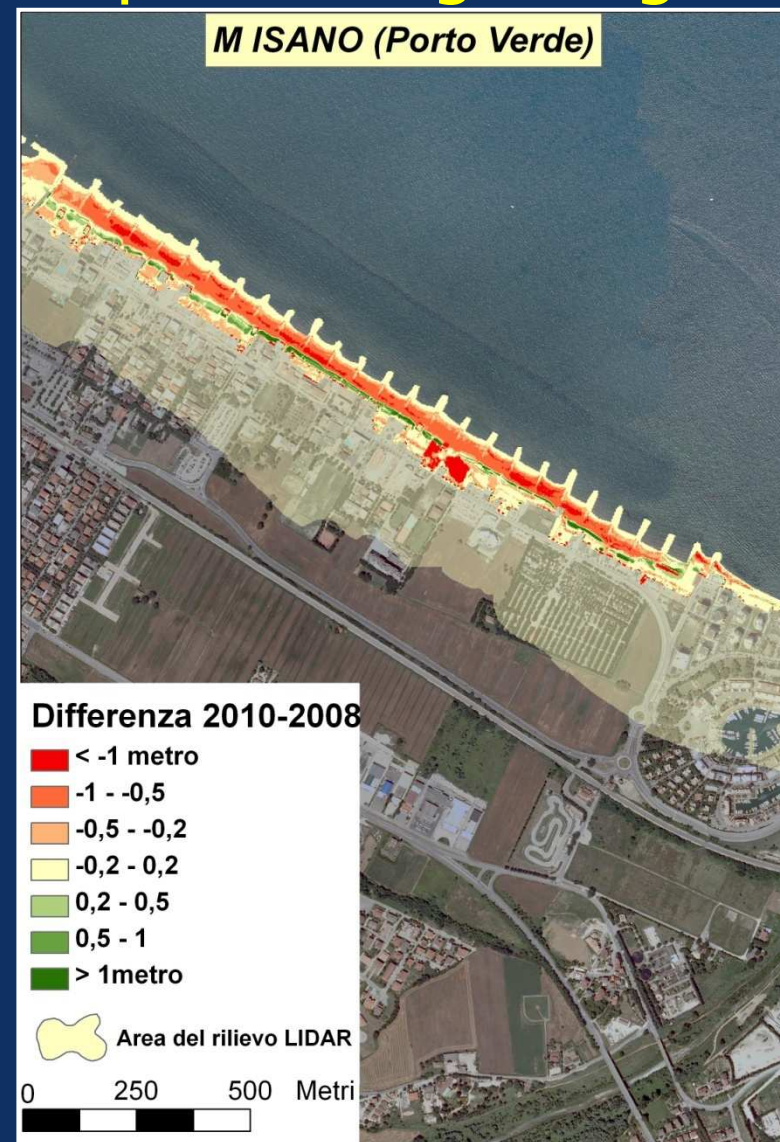 M ISANO (Porto Verde)
Differenza 2010-2008
< -1 metro
-1 - -0,5
-0,5 - -0,2
-0,2 - 0,2
0,2 - 0,5
0,5 - 1
> 1metro
Area del rilievo LIDAR
0 250 500 Metri